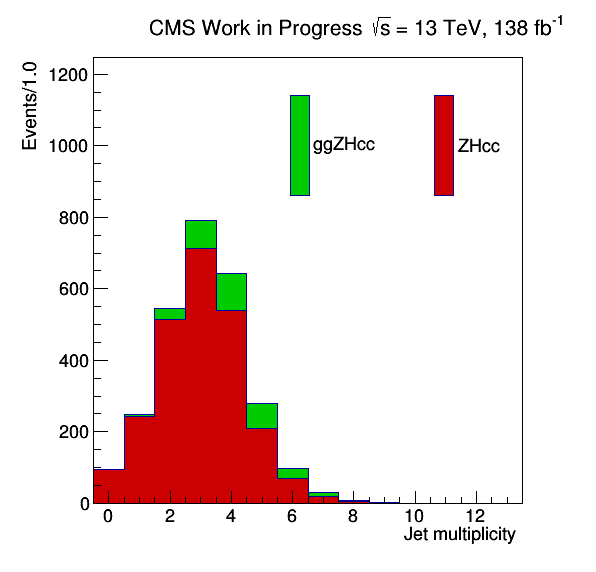 CMS Work in Progress √s = 13 TeV, 138 fb⁻¹
Events/1.0
1200
1000
800
600
400
200
0
ggZHcc
ZHcc
0 2 4 6 8 10 12
Jet multiplicity